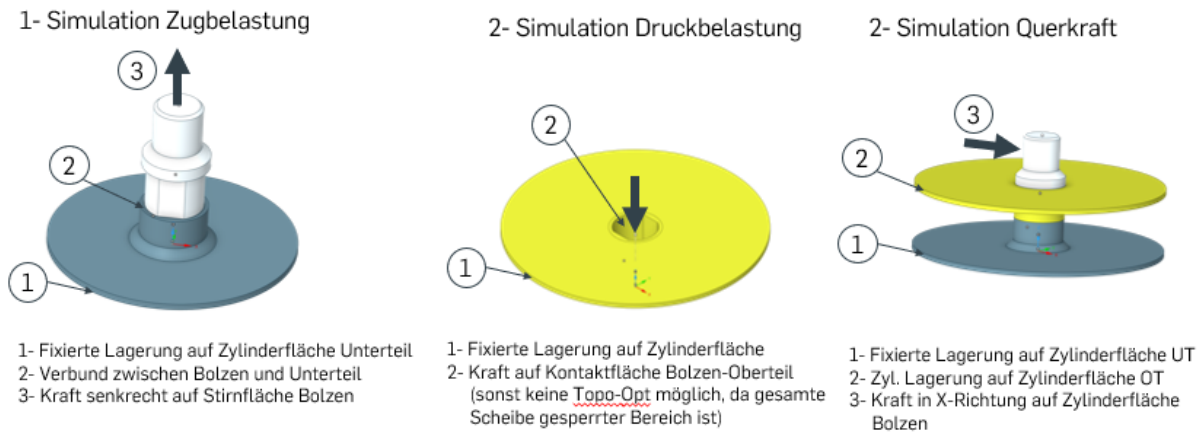 1- Simulation Zugbelastung
3
2
1
1- Fixierte Lagerung auf Zylinderfläche Unterteil
2- Verbund zwischen Bolzen und Unterteil
3- Kraft senkrecht auf Stirnfläche Bolzen
2- Simulation Druckbelastung
2
1
1- Fixierte Lagerung auf Zylinderfläche
2- Kraft auf Kontaktfläche Bolzen-Oberteil
(sonst keine Topo-Opt möglich, da gesamte
Scheibe gesperrter Bereich ist)
2- Simulation Querkraft
3
2
1
1- Fixierte Lagerung auf Zylinderfläche UT
2- Zyl. Lagerung auf Zylinderfläche OT
3- Kraft in X-Richtung auf Zylinderfläche
Bolzen